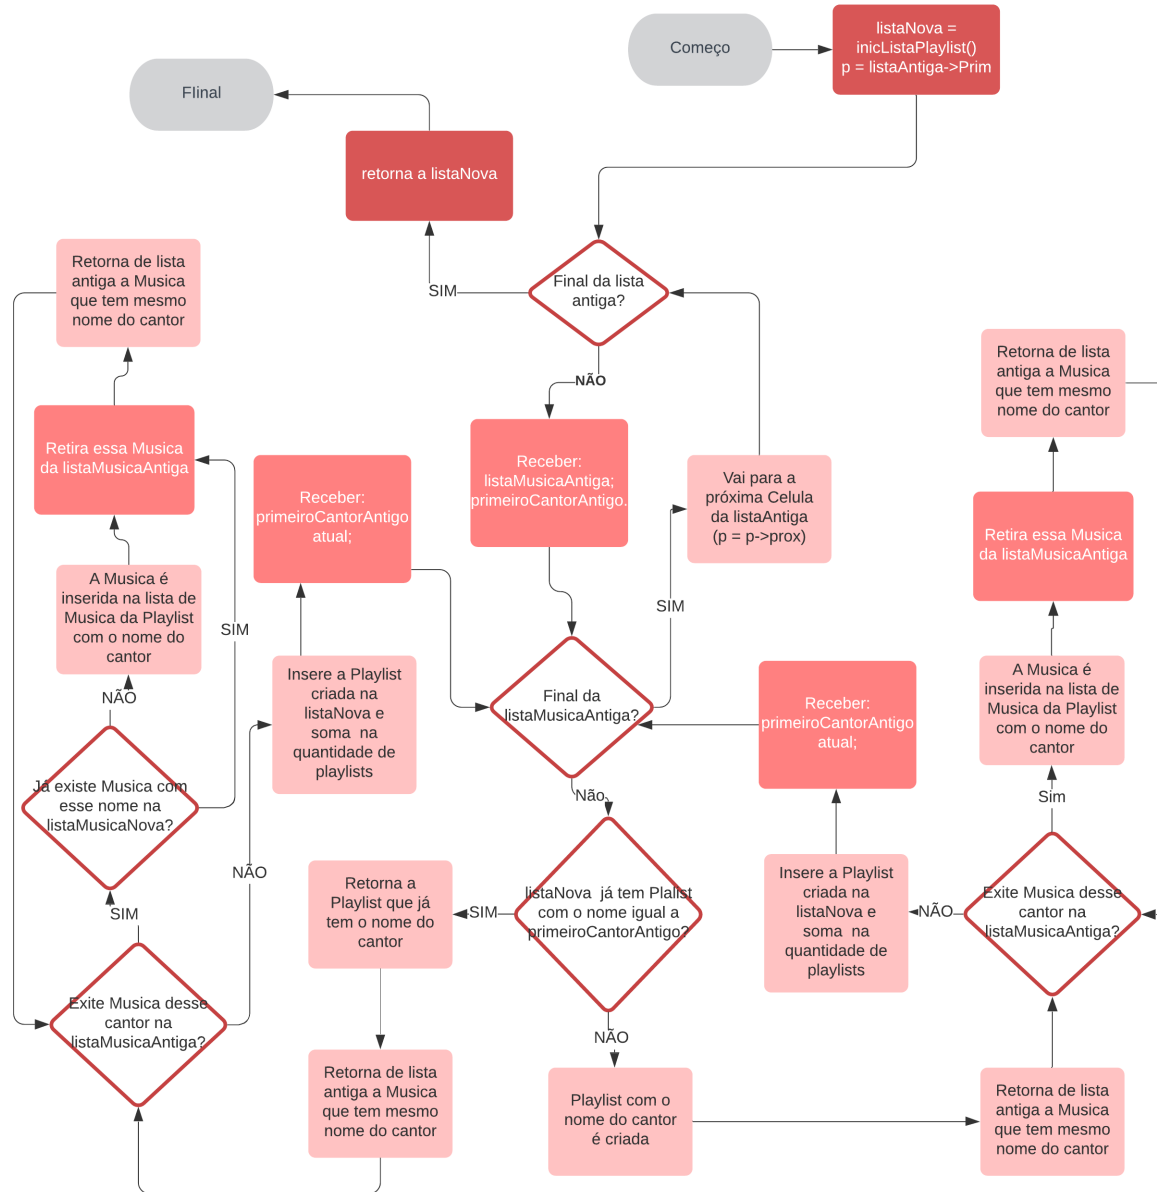 Começo
listaNova =
inicListaPlaylist()
p = listaAntiga->Prim
FIinal
retorna a listaNova
Final da lista
antiga?
SIM
NÃO
Retorna de lista
antiga a Musica
que tem mesmo
nome do cantor
Retira essa Musica
da listaMusicaAntiga
A Musica é
inserida na lista de
Musica da Playlist
com o nome do
cantor
NÃO
SIM
Já existe Musica com
esse nome na
listaMusicaNova?
SIM
Exite Musica desse
cantor na
listaMusicaAntiga?
NÃO
Receber:
primeiroCantorAntigo
atual;
Insere a Playlist
criada na
listaNova e
soma na
quantidade de
playlists
Receber:
listaMusicaAntiga;
primeiroCantorAntigo.
Vai para a
próxima Celula
da listaAntiga
(p = p->prox)
SIM
Final da
listaMusicaAntiga?
Não
listaNova já tem Plalist
com o nome igual a
primeiroCantorAntigo?
SIM
Retorna a
Playlist que já
tem o nome do
cantor
Retorna de lista
antiga a Musica
que tem mesmo
nome do cantor
NÃO
Playlist com o
nome do cantor
é criada
Receber:
primeiroCantorAntigo
atual;
Insere a Playlist
criada na
listaNova e
soma na
quantidade de
playlists
NÃO
Retorna de lista
antiga a Musica
que tem mesmo
nome do cantor
Retira essa Musica
da listaMusicaAntiga
A Musica é
inserida na lista de
Musica da Playlist
com o nome do
cantor
Sim
Exite Musica desse
cantor na
listaMusicaAntiga?
Retorna de lista
antiga a Musica
que tem mesmo
nome do cantor